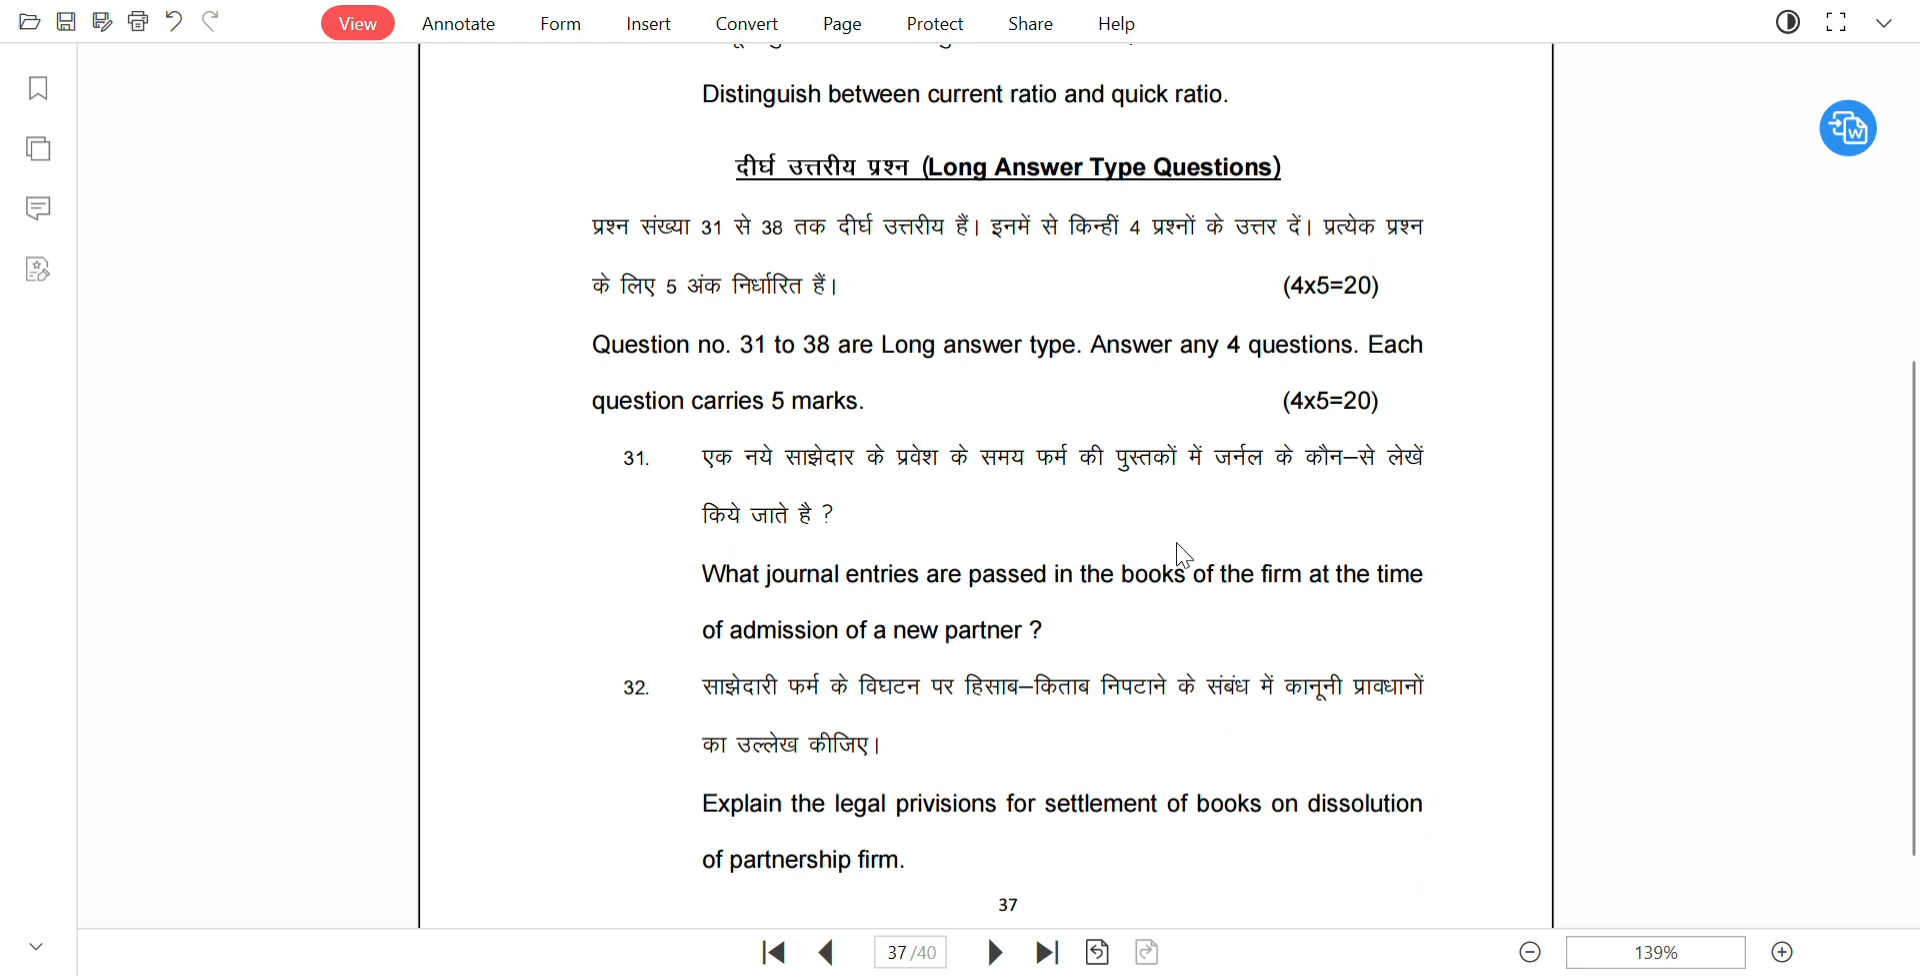 View Annotate Form Insert Convert Page Protect Share Help
Distinguish between current ratio and quick ratio.
दीर्घ उत्तरीय प्रश्न (Long Answer Type Questions)
प्रश्न संख्या 31 से 38 तक दीर्घ उत्तरीय हैं। इनमें से किन्हीं 4 प्रश्नों के उत्तर दें। प्रत्येक प्रश्न
के लिए 5 अंक निर्धारित हैं। (4x5=20)
Question no. 31 to 38 are Long answer type. Answer any 4 questions. Each
question carries 5 marks. (4x5=20)
31. एक नये साझेदार के प्रवेश के समय फर्म की पुस्तकों में जर्नल के कौन–से लेखें
किये जाते है ?
What journal entries are passed in the books of the firm at the time
of admission of a new partner ?
32. साझेदारी फर्म के विघटन पर हिसाब–किताब निपटाने के संबंध में कानूनी प्रावधानों
का उल्लेख कीजिए।
Explain the legal privisions for settlement of books on dissolution
of partnership firm.
37
37/40 139%